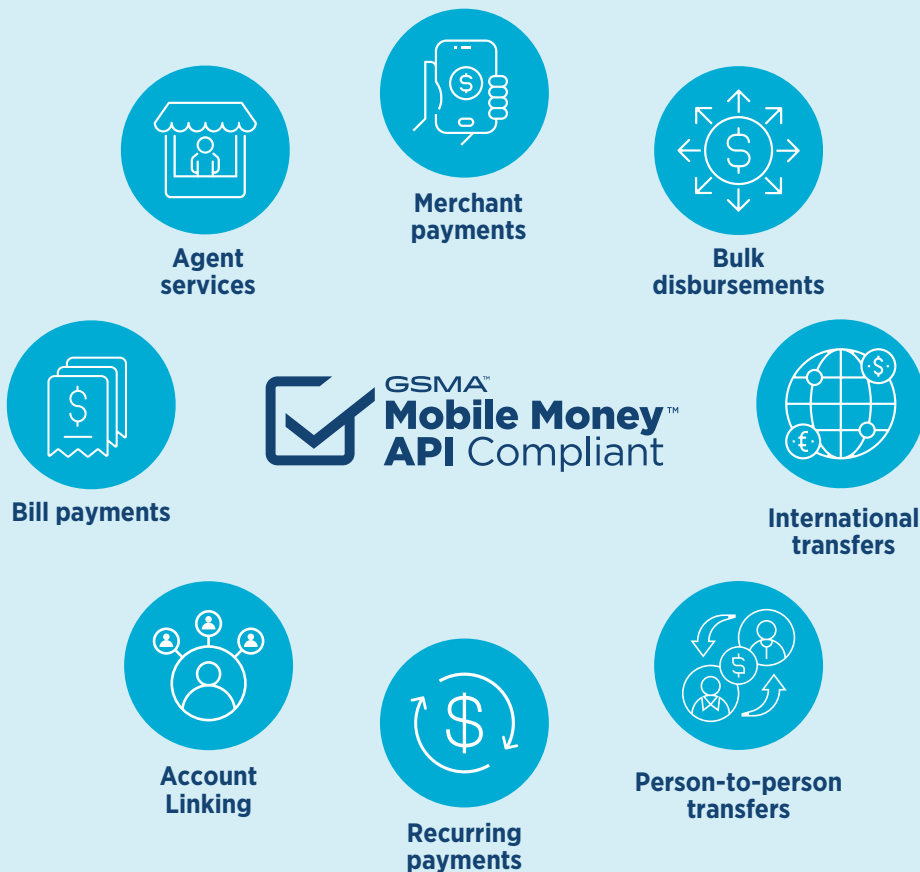 Merchant
payments
Agent
services
Bulk
disbursements
GSMA™
Mobile Money™
API Compliant
Bill payments
International
transfers
Account
Linking
Person-to-person
transfers
Recurring
payments